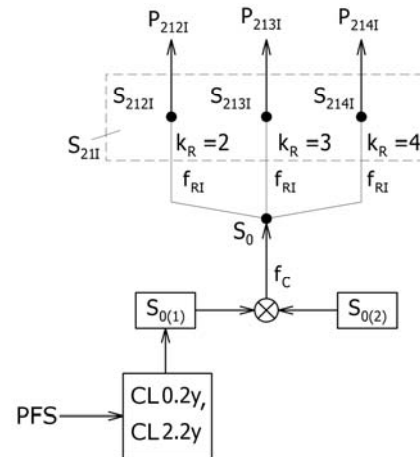 P212I P213I P214I
S212I S213I S214I
S21I kR =2 kR =3 kR =4
fRI fRI fRI
S0
fC
S0(1) S0(2)
CL 0.2y,
PFS CL 2.2y